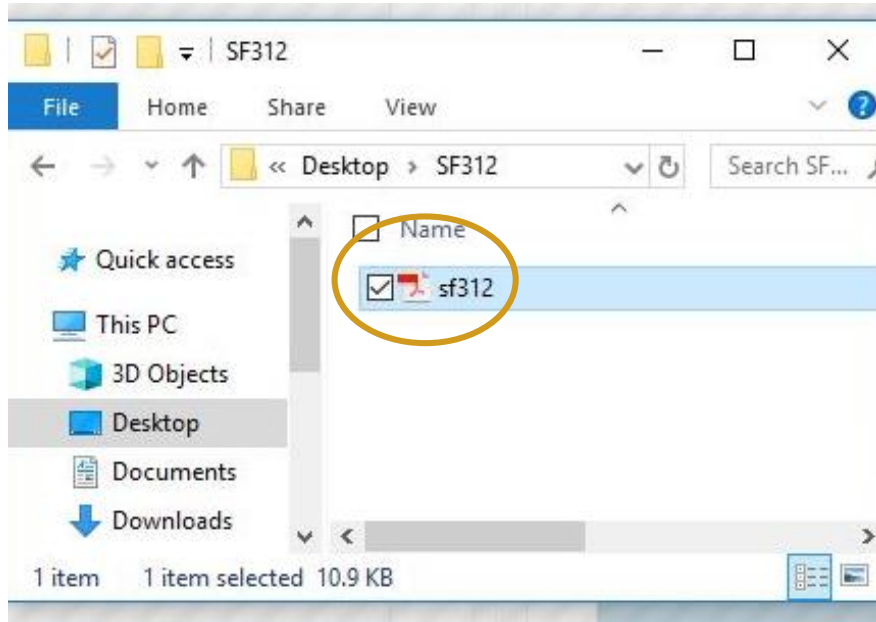 SF312
File Home Share View
« Desktop › SF312 Search SF...
Name
Quick access
sf312
This PC
3D Objects
Desktop
Documents
Downloads
1 item 1 item selected 10.9 KB